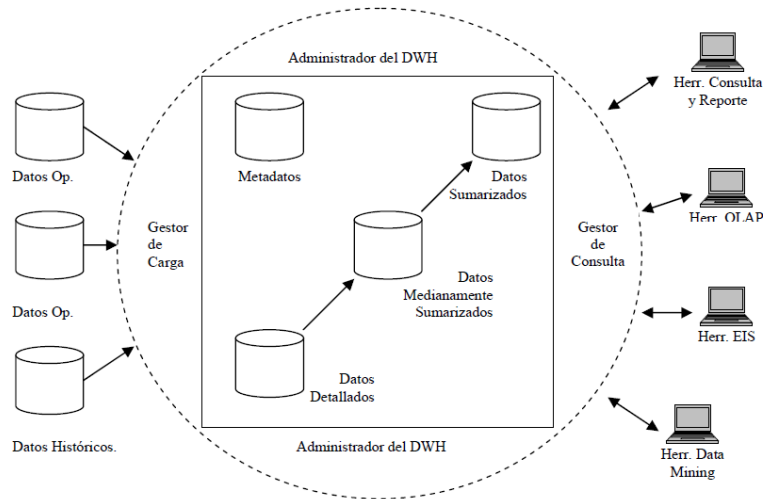 Administrador del DWH
Herr. Consulta
y Reporte
Datos Op.
Metadatos
Datos
Sumarizados
Herr. OLAP
Gestor
de
Carga
Gestor
de
Consulta
Datos
Medianamente
Sumarizados
Datos Op.
Herr. EIS
Datos
Detallados
Datos Históricos.
Administrador del DWH
Herr. Data
Mining